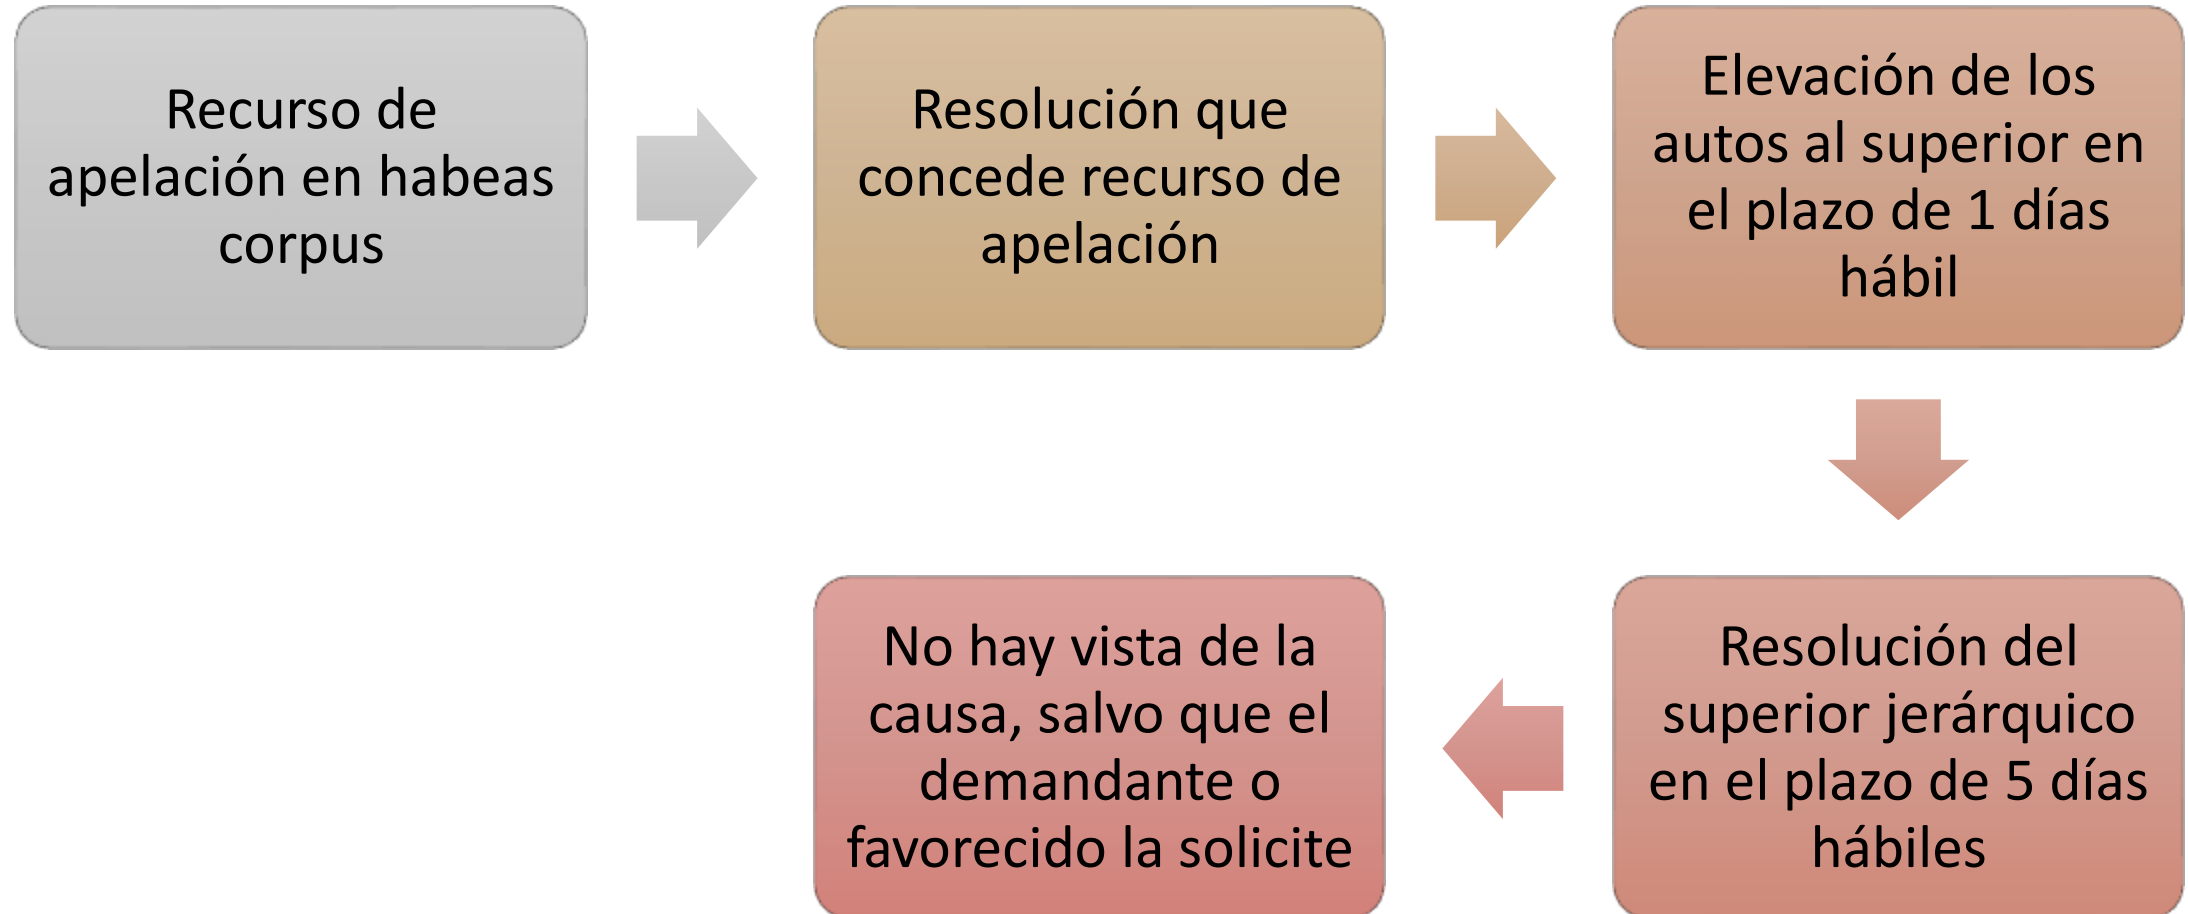 Recurso de
apelación en habeas
corpus
Resolución que
concede recurso de
apelación
Elevación de los
autos al superior en
el plazo de 1 días
hábil
Resolución del
superior jerárquico
en el plazo de 5 días
hábiles
No hay vista de la
causa, salvo que el
demandante o
favorecido la solicite